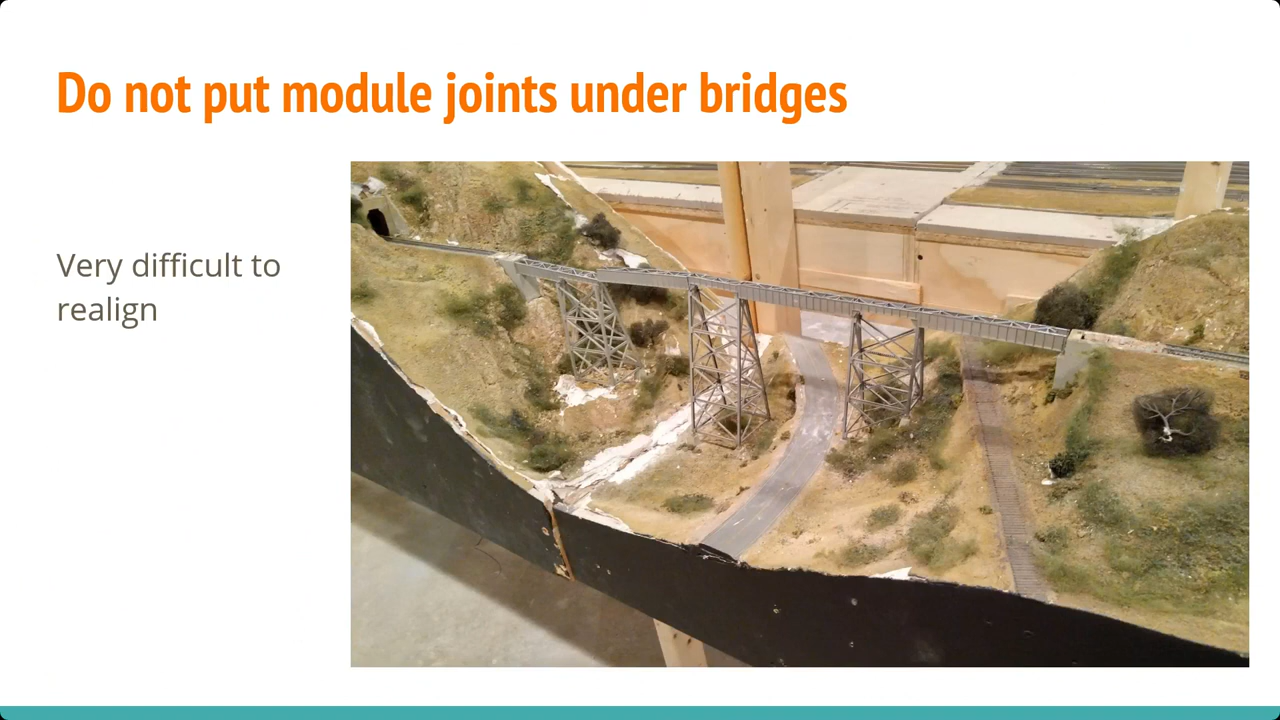 Do not put module joints under bridges
Very difficult to
realign